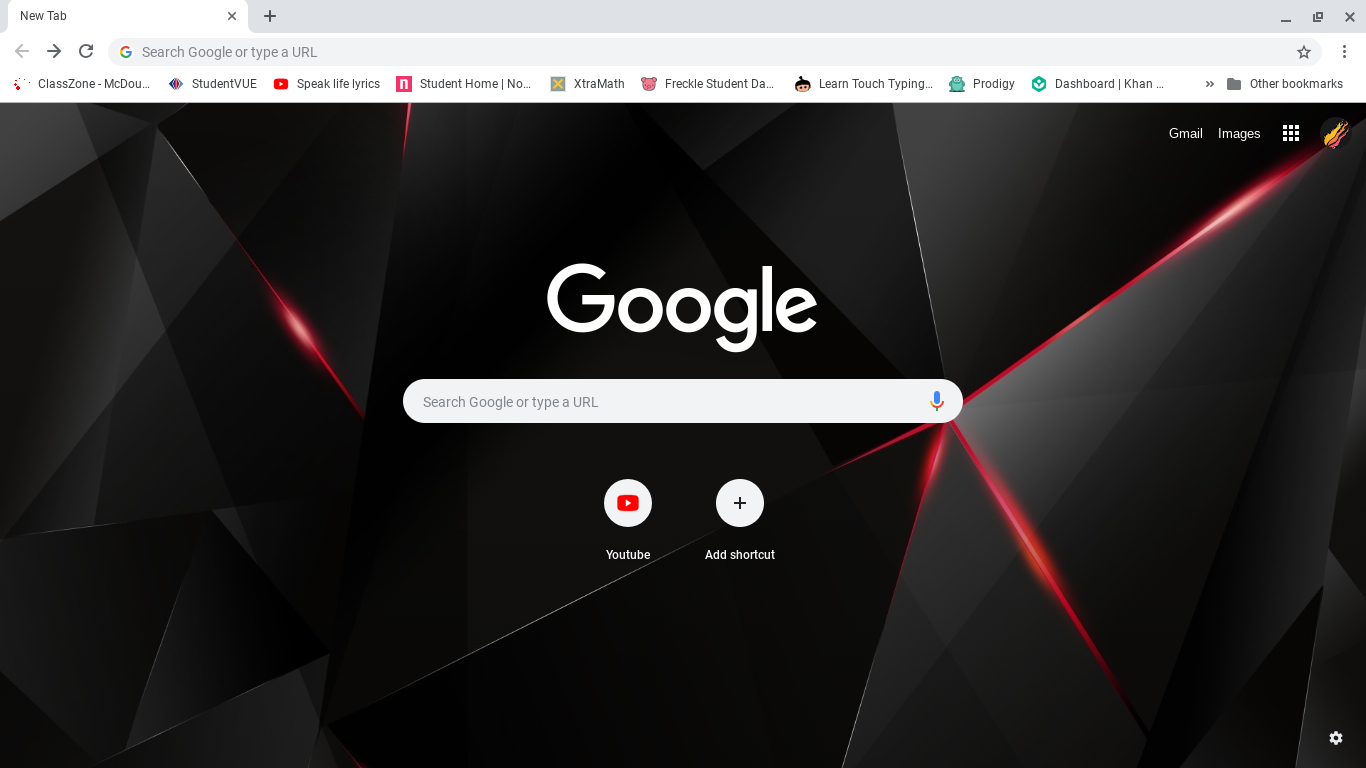 New Tab
Search Google or type a URL
ClassZone - McDou... StudentVUE Speak life lyrics Student Home | No... XtraMath Freckle Student Da... Learn Touch Typing... Prodigy Dashboard | Khan ... » Other bookmarks
Gmail Images
Google
Search Google or type a URL
Youtube Add shortcut